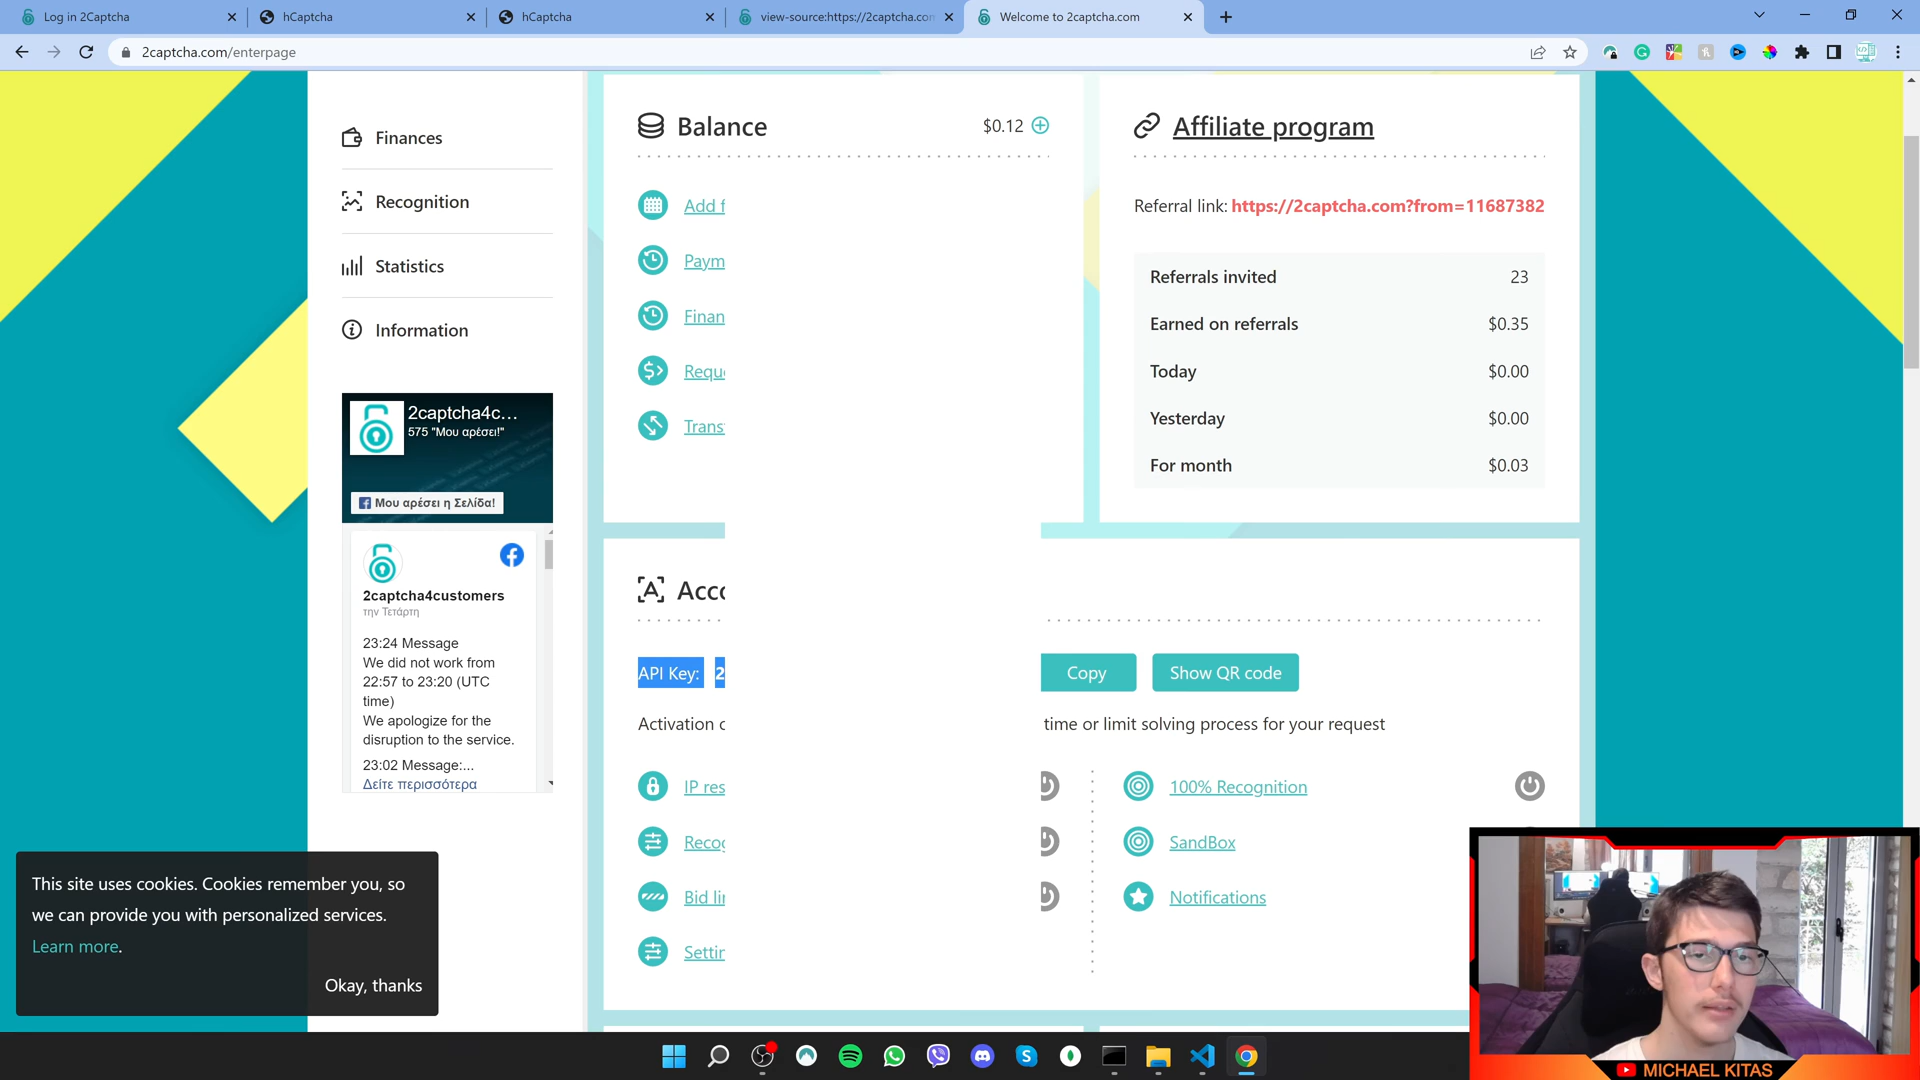 Log in 2Captcha
hCaptcha
hCaptcha
view-source:https://2captcha.com
Welcome to 2captcha.com
2captcha.com/enterpage
Finances
Recognition
Statistics
Information
2captcha4c...
575 "Μου αρέσει!"
Μου αρέσει η Σελίδα!
2captcha4customers
την Τετάρτη
23:24 Message
We did not work from
22:57 to 23:20 (UTC
time)
We apologize for the
disruption to the service.
23:02 Message:...
Δείτε περισσότερα
Balance
$0.12
Add f
Paym
Finan
Requ
Trans
Affiliate program
Referral link: https://2captcha.com?from=11687382
Referrals invited 23
Earned on referrals $0.35
Today $0.00
Yesterday $0.00
For month $0.03
Acco
API Key: 2
Copy
Show QR code
Activation time or limit solving process for your request
IP res
Recog
Bid li
Settin
100% Recognition
SandBox
Notifications
This site uses cookies. Cookies remember you, so
we can provide you with personalized services.
Learn more.
Okay, thanks
MICHAEL KITAS